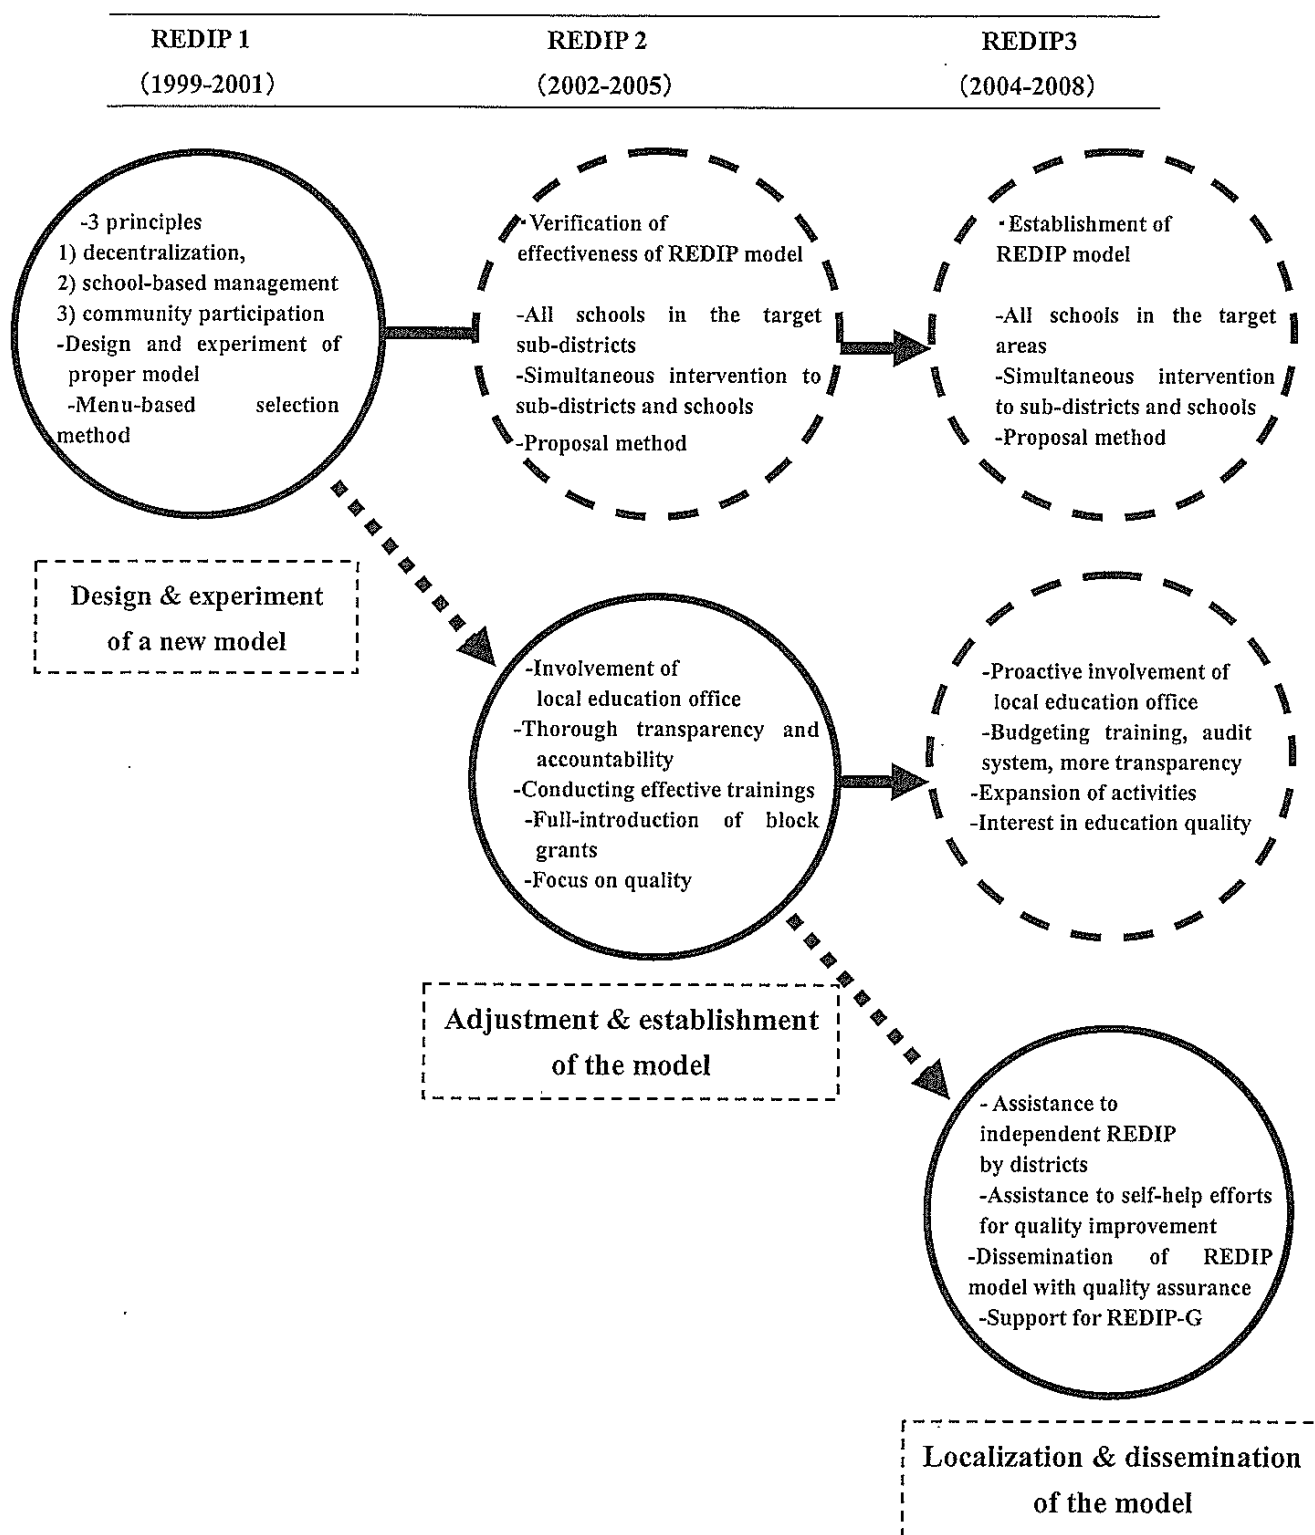 REDIP 1
(1999-2001)
REDIP 2
(2002-2005)
REDIP3
(2004-2008)
-3 principles
1) decentralization,
2) school-based management
3) community participation
-Design and experiment of
proper model
-Menu-based selection
method
·Verification of
effectiveness of REDIP model
-All schools in the target
sub-districts
-Simultaneous intervention to
sub-districts and schools
-Proposal method
·Establishment of
REDIP model
-All schools in the target
areas
-Simultaneous intervention
to sub-districts and schools
-Proposal method
Design & experiment
of a new model
-Involvement of
local education office
-Thorough transparency and
accountability
-Conducting effective trainings
-Full-introduction of block
grants
-Focus on quality
-Proactive involvement of
local education office
-Budgeting training, audit
system, more transparency
-Expansion of activities
-Interest in education quality
Adjustment & establishment
of the model
- Assistance to
independent REDIP
by districts
-Assistance to self-help efforts
for quality improvement
-Dissemination of REDIP
model with quality assurance
-Support for REDIP-G
Localization & dissemination
of the model